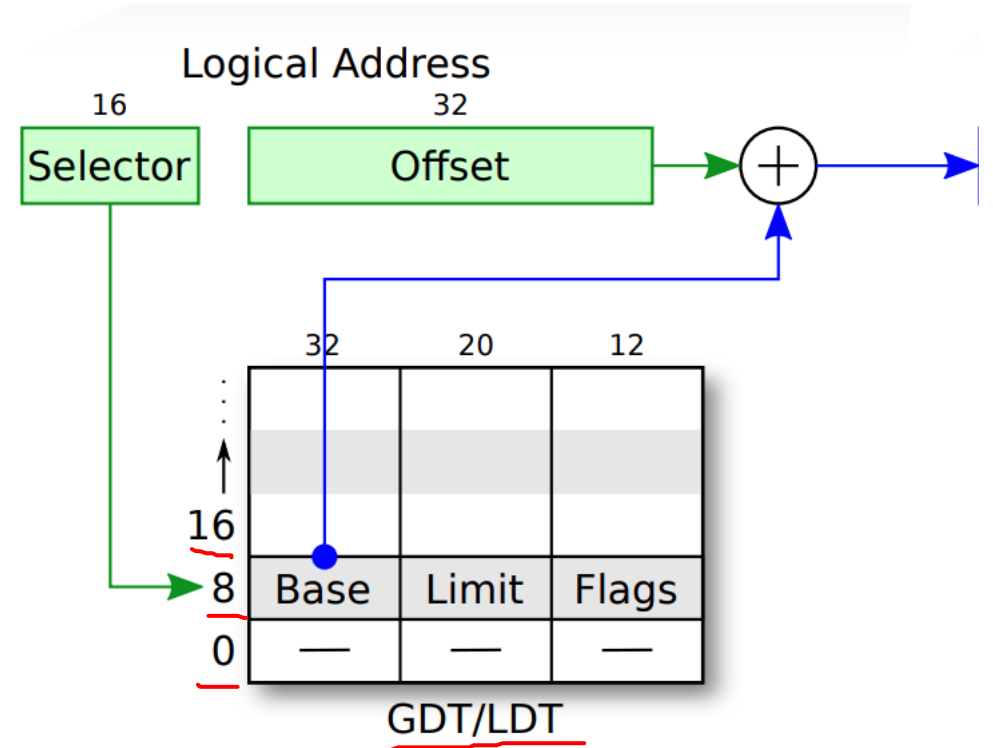 Logical Address
16 32
Selector Offset +
32 20 12
16
8 Base Limit Flags
0 — — —
GDT/LDT